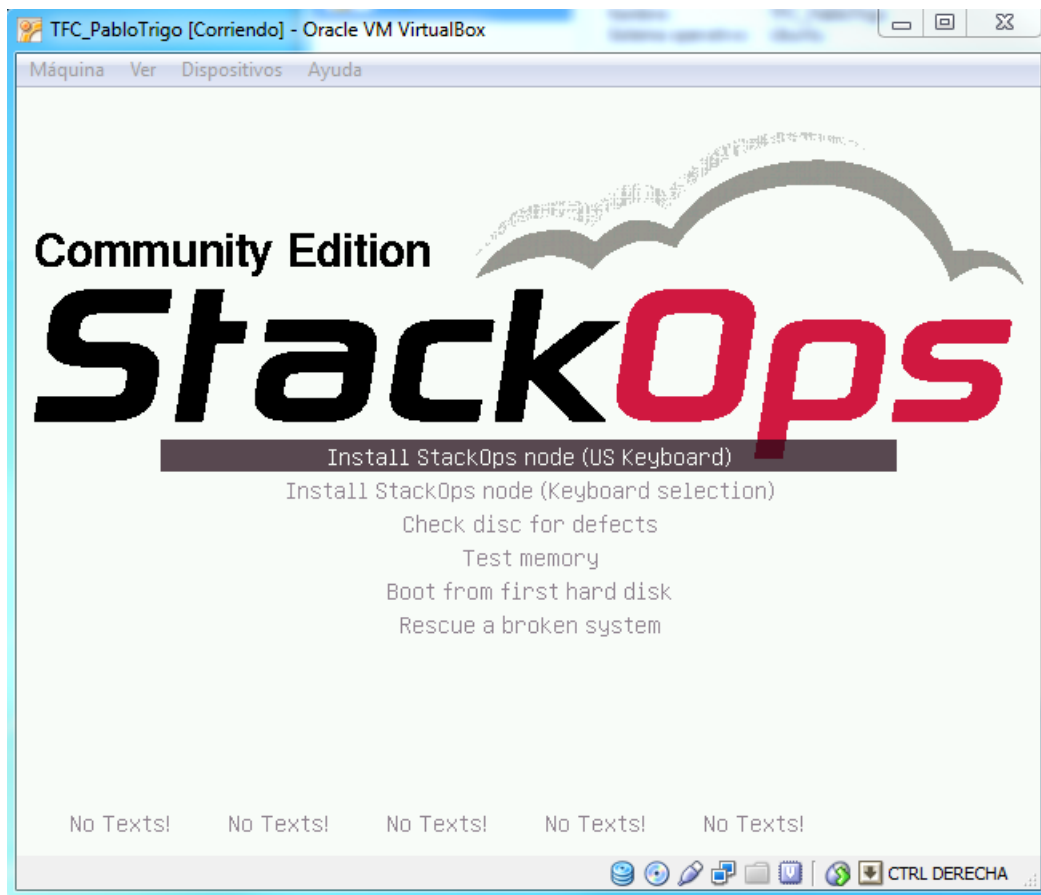 TFC_PabloTrigo [Corriendo] - Oracle VM VirtualBox
Máquina Ver Dispositivos Ayuda
Community Edition
StackOps
Install StackOps node (US Keyboard)
Install StackOps node (Keyboard selection)
Check disc for defects
Test memory
Boot from first hard disk
Rescue a broken system
No Texts! No Texts! No Texts! No Texts! No Texts!
CTRL DERECHA